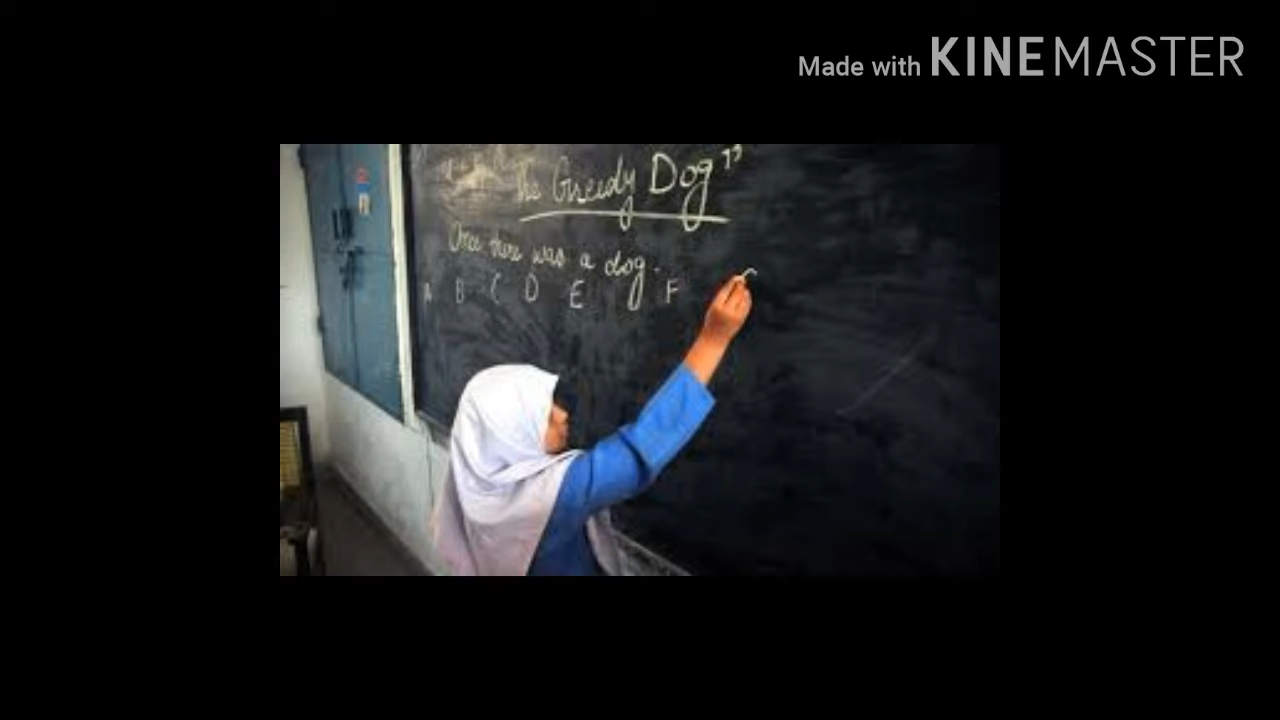 Made with KINEMASTER
The Greedy Dog"
Once there was a dog.
A B C D E F